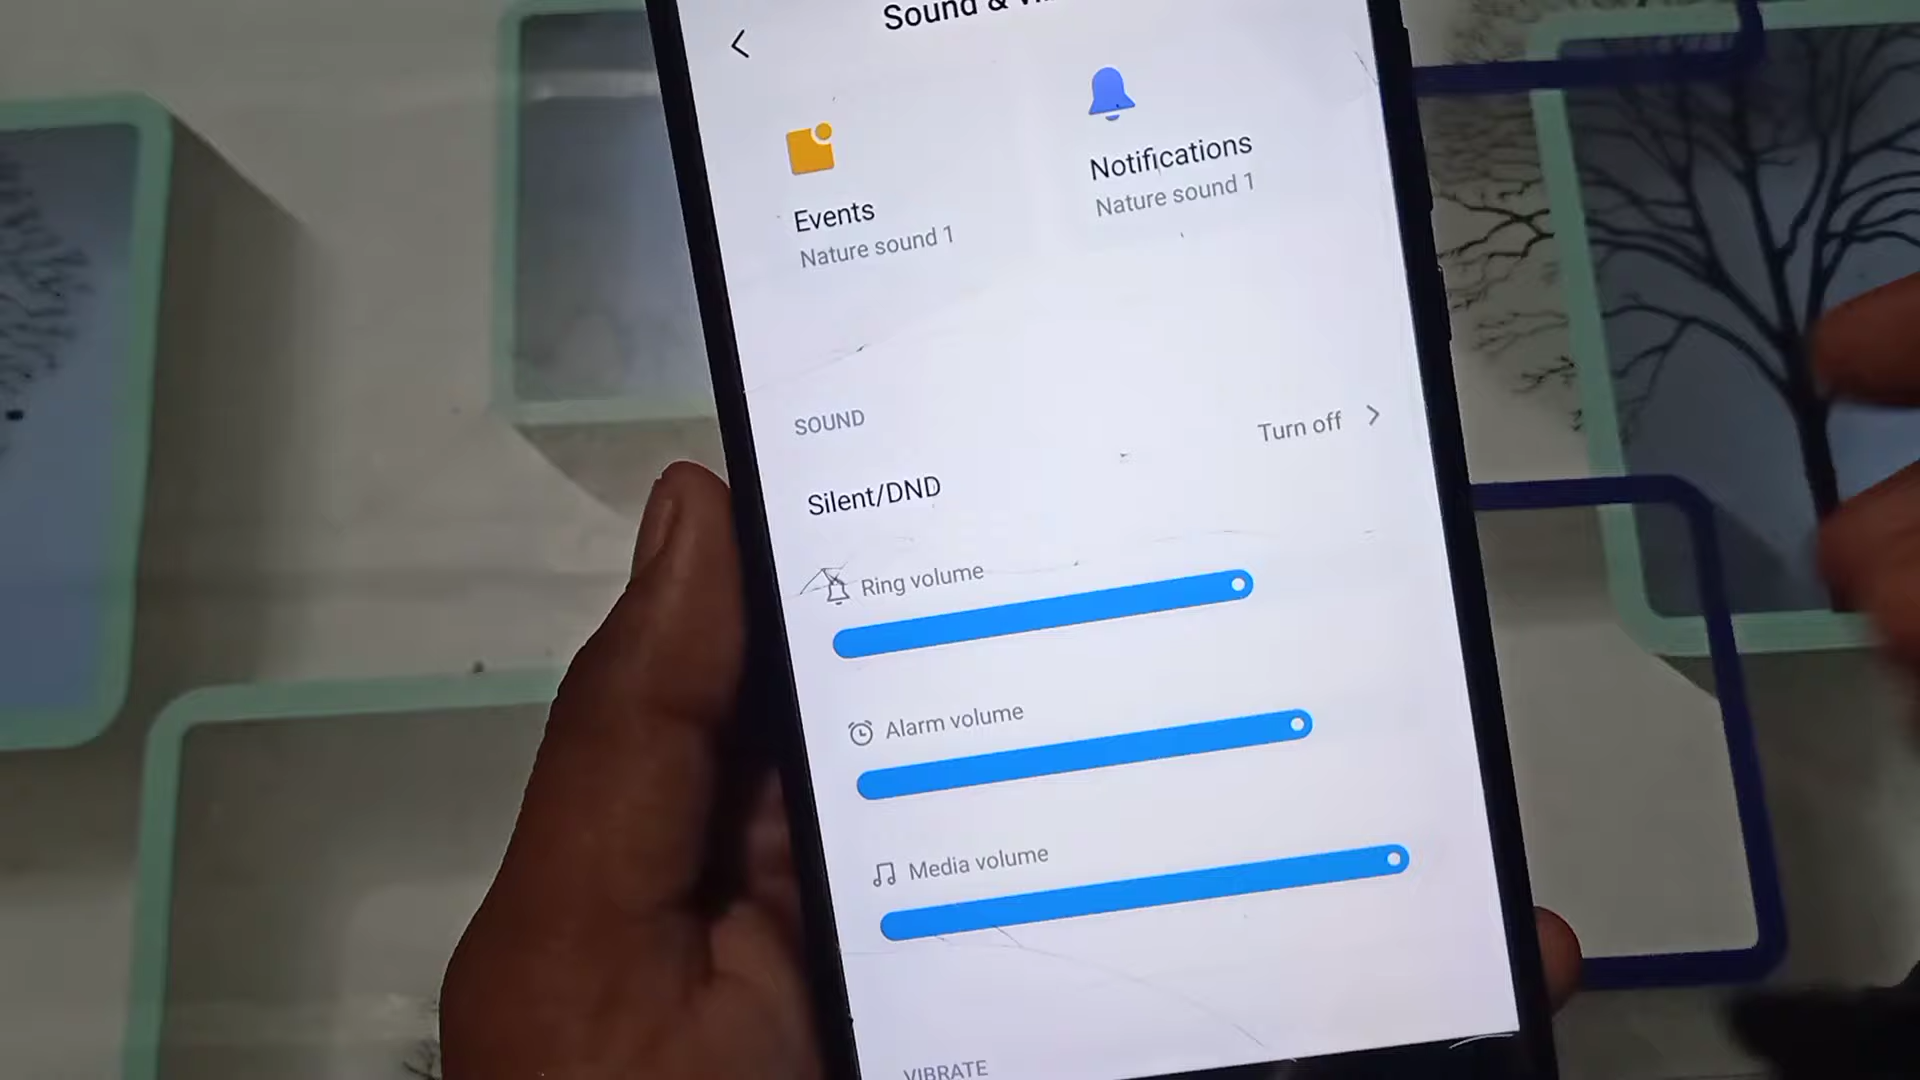 Sound &
Notifications
Nature sound 1
Events
Nature sound 1
SOUND
Turn off
Silent/DND
Ring volume
Alarm volume
Media volume
VIBRATE